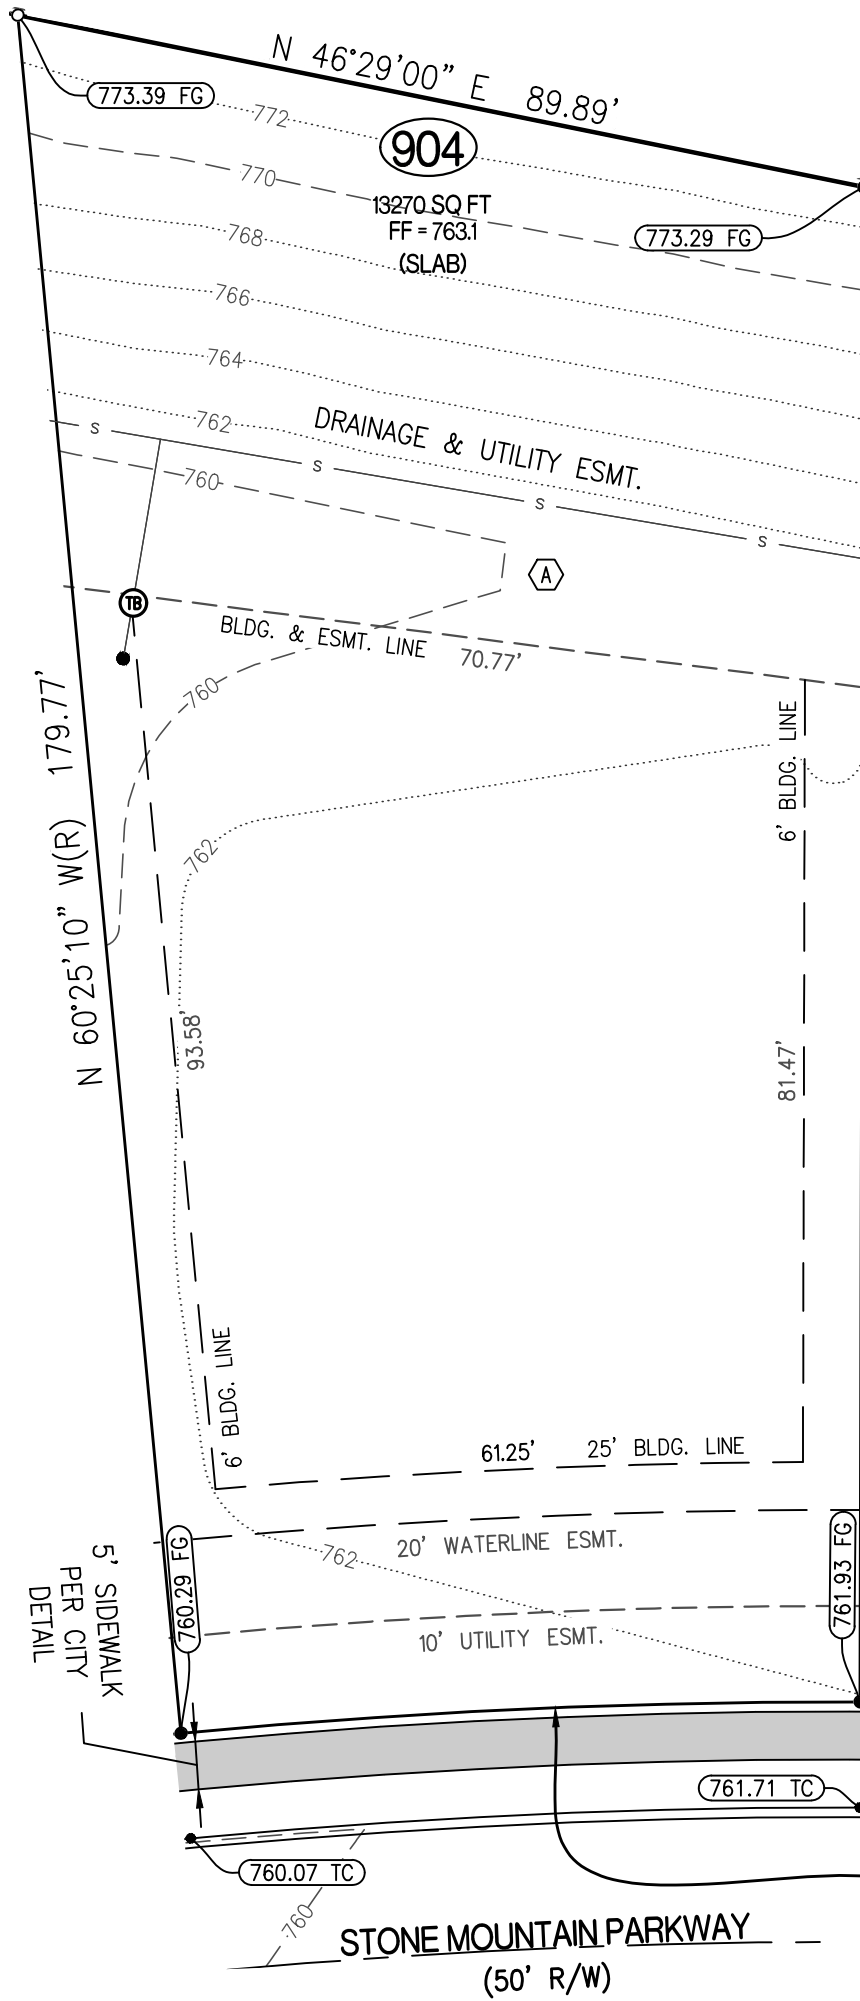 N 46°29'00" E 89.89'
773.39 FG
772
904
770
13270 SQ FT
FF = 763.1
(SLAB)
773.29 FG
768
766
764
762
DRAINAGE & UTILITY ESMT.
S
S
S
S
760
A
TB
BLDG. & ESMT. LINE 70.77'
760
N 60°25'10" W(R) 179.77'
6' BLDG. LINE
762
93.58'
81.47'
6' BLDG. LINE
61.25' 25' BLDG. LINE
20' WATERLINE ESMT.
762
760.29 FG
761.93 FG
5' SIDEWALK
PER CITY
DETAIL
10' UTILITY ESMT.
761.71 TC
760.07 TC
760
STONE MOUNTAIN PARKWAY
(50' R/W)